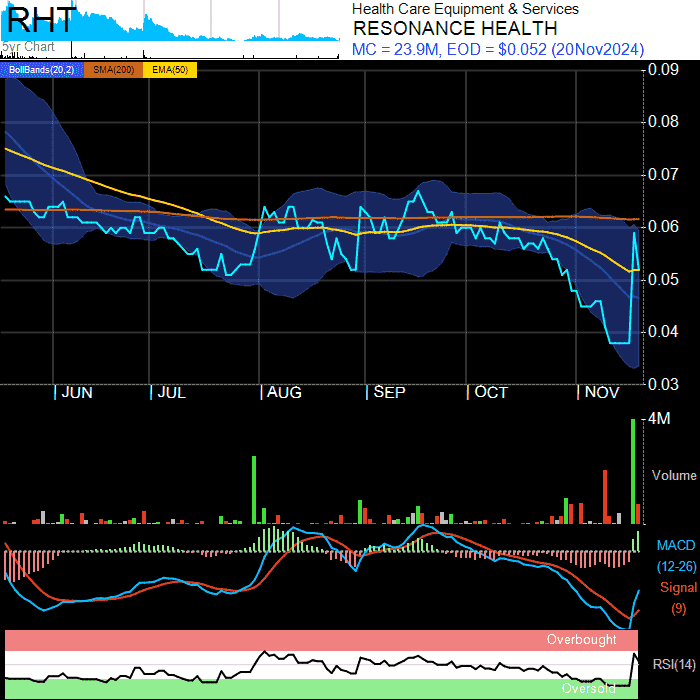 RHT
5yr Chart
Health Care Equipment & Services
RESONANCE HEALTH
MC = 23.9M, EOD = $0.052 (20Nov2024)
BollBands(20,2) SMA(200) EMA(50)
0.09
0.08
0.07
0.06
0.05
0.04
0.03
JUN JUL AUG SEP OCT NOV
4M
Volume
MACD
(12-26)
Signal
(9)
Overbought
RSI(14)
Oversold